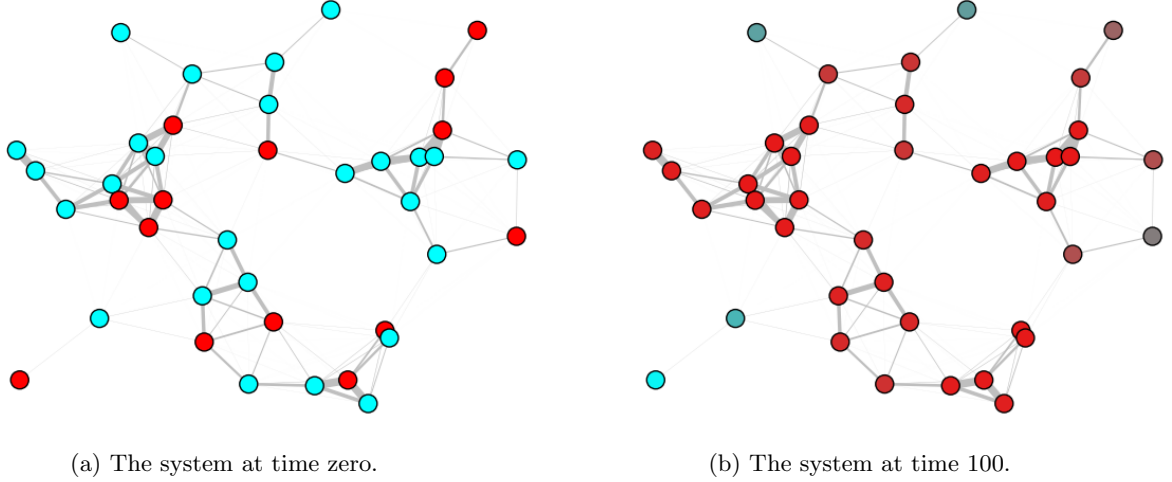 (a) The system at time zero.
(b) The system at time 100.